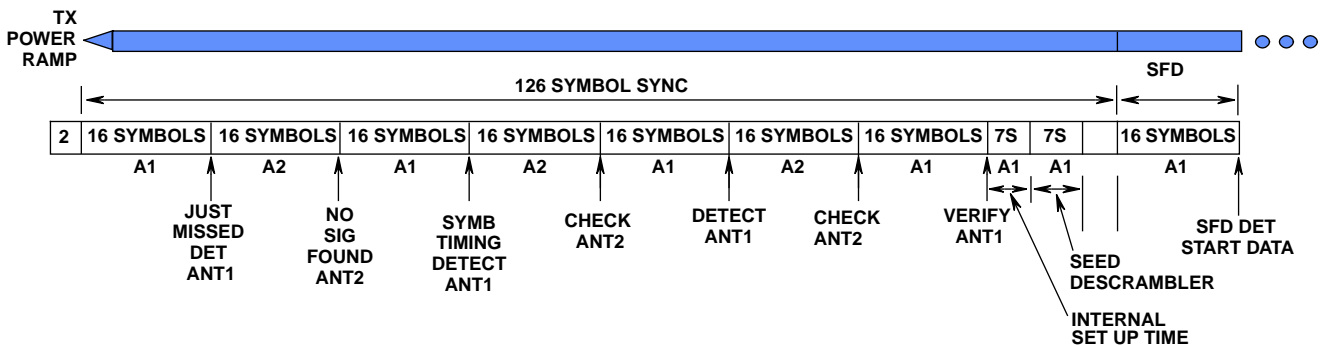 TX
POWER
RAMP
SFD
126 SYMBOL SYNC
2 16 SYMBOLS 16 SYMBOLS 16 SYMBOLS 16 SYMBOLS 16 SYMBOLS 16 SYMBOLS 16 SYMBOLS 7S 7S 16 SYMBOLS
A1 A2 A1 A2 A1 A2 A1 A1 A1 A1
JUST
MISSED
DET
ANT1
NO
SIG
FOUND
ANT2
SYMB
TIMING
DETECT
ANT1
CHECK
ANT2
DETECT
ANT1
CHECK
ANT2
VERIFY
ANT1
SFD DET
START DATA
SEED
DESCRAMBLER
INTERNAL
SET UP TIME